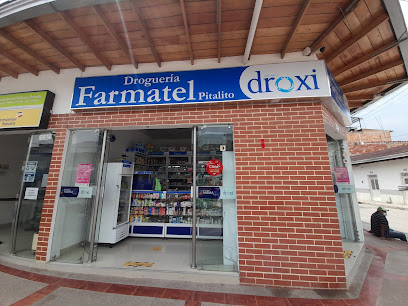 Droguería
Farmatel
Pitalito
droxi